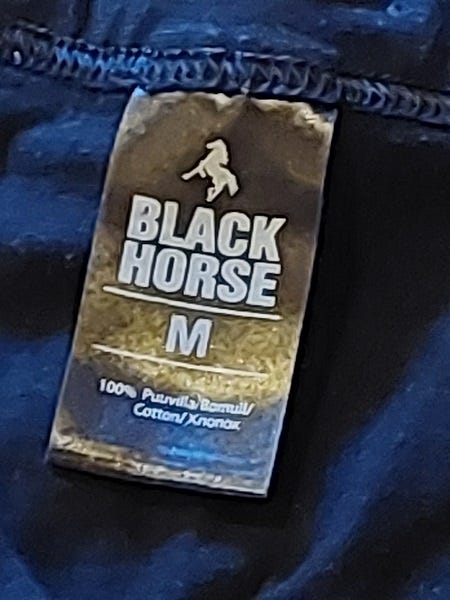 BLACK
HORSE
M
100% Puuvilla/Bomull/
Cotton/Хлопок